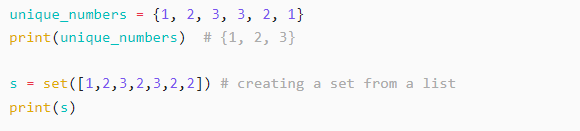 unique_numbers = {1, 2, 3, 3, 2, 1}
print(unique_numbers)  # {1, 2, 3}
s = set([1,2,3,2,3,2,2]) # creating a set from a list
print(s)